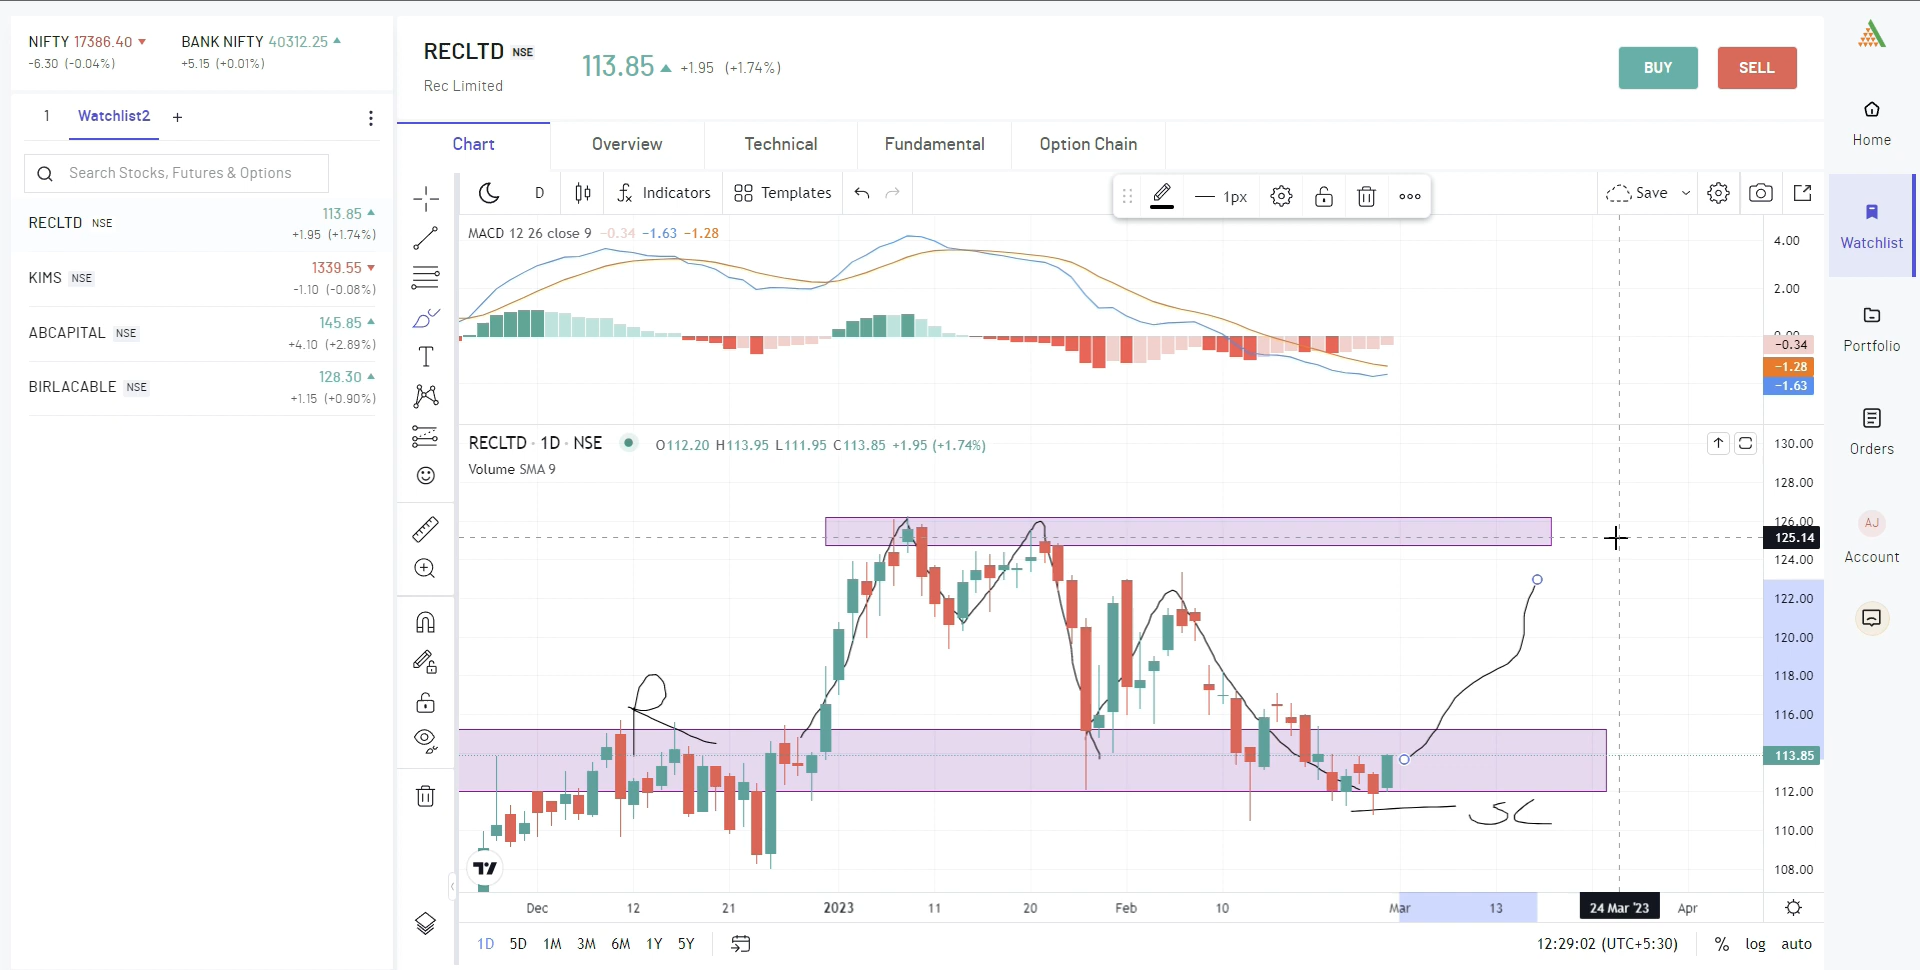 NIFTY 17386.40 ▼ BANK NIFTY 40312.25 ▲
-6.30 (-0.04%) +5.15 (+0.01%)
1 Watchlist2 +
Search Stocks, Futures & Options
RECLTD NSE 113.85 ▲
+1.95 (+1.74%)
KIMS NSE 1339.55 ▼
-1.10 (-0.08%)
ABCAPITAL NSE 145.85 ▲
+4.10 (+2.89%)
BIRLACABLE NSE 128.30 ▲
+1.15 (+0.90%)
RECLTD NSE
Rec Limited
113.85 ▲ +1.95 (+1.74%)
BUY SELL
Chart Overview Technical Fundamental Option Chain
D Indicators Templates
1px
Save
MACD 12 26 close 9 −0.34 −1.63 −1.28
4.00
2.00
0.00
−0.34
−1.28
−1.63
RECLTD · 1D · NSE O112.20 H113.95 L111.95 C113.85 +1.95 (+1.74%)
Volume SMA 9
130.00
128.00
126.00
125.14
124.00
122.00
120.00
118.00
116.00
113.85
112.00
110.00
108.00
R
SL
Dec 12 21 2023 11 20 Feb 10 Mar 13 24 Mar '23 Apr
1D 5D 1M 3M 6M 1Y 5Y
12:29:02 (UTC+5:30) % log auto
Home
Watchlist
Portfolio
Orders
AJ
Account